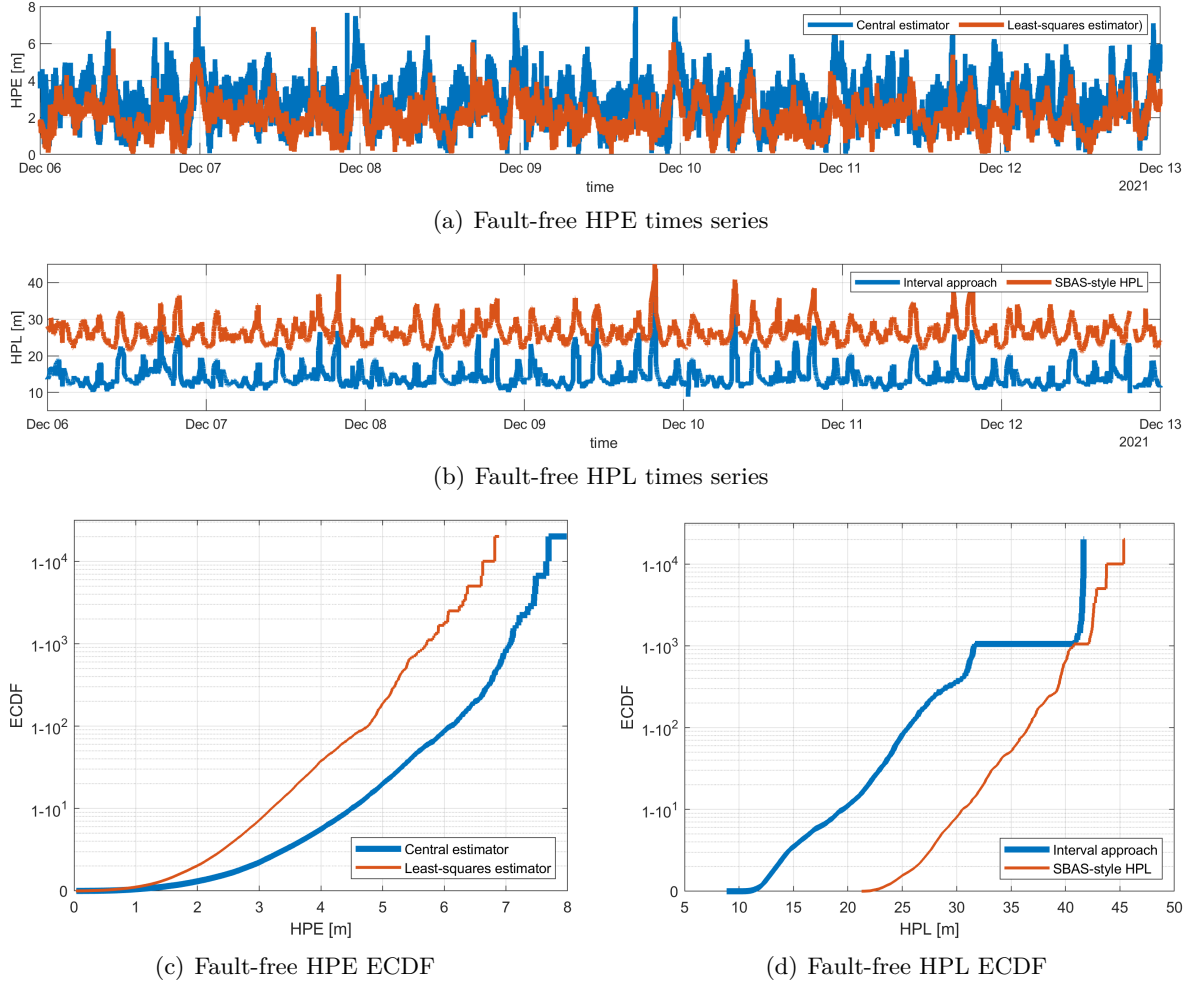 8
6
4
2
0
HPE [m]
Central estimator
Least-squares estimator)
Dec 06
Dec 07
Dec 08
Dec 09
Dec 10
Dec 11
Dec 12
Dec 13
time
2021
(a) Fault-free HPE times series
40
30
20
10
HPL [m]
Interval approach
SBAS-style HPL
Dec 06
Dec 07
Dec 08
Dec 09
Dec 10
Dec 11
Dec 12
Dec 13
time
2021
(b) Fault-free HPL times series
1-10⁴
1-10³
1-10²
1-10¹
0
ECDF
Central estimator
Least-squares estimator
0 1 2 3 4 5 6 7 8
HPE [m]
(c) Fault-free HPE ECDF
1-10⁴
1-10³
1-10²
1-10¹
0
ECDF
Interval approach
SBAS-style HPL
5 10 15 20 25 30 35 40 45 50
HPL [m]
(d) Fault-free HPL ECDF